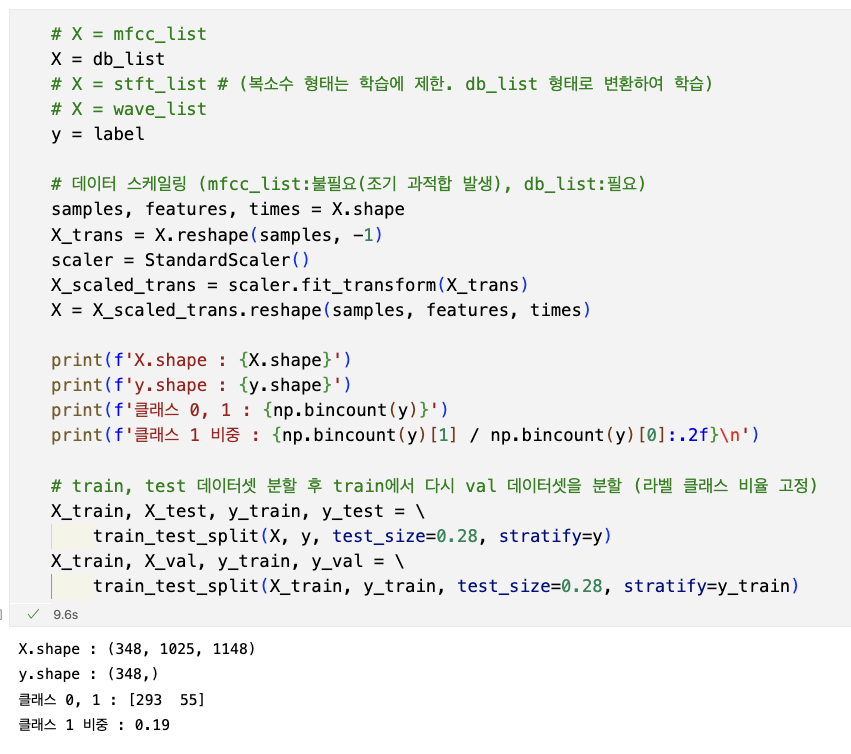 # X = mfcc_list
X = db_list
# X = stft_list # (복소수 형태는 학습에 제한. db_list 형태로 변환하여 학습)
# X = wave_list
y = label
# 데이터 스케일링 (mfcc_list:불필요(조기 과적합 발생), db_list:필요)
samples, features, times = X.shape
X_trans = X.reshape(samples, -1)
scaler = StandardScaler()
X_scaled_trans = scaler.fit_transform(X_trans)
X = X_scaled_trans.reshape(samples, features, times)
print(f'X.shape : {X.shape}')
print(f'y.shape : {y.shape}')
print(f'클래스 0, 1 : {np.bincount(y)}')
print(f'클래스 1 비중 : {np.bincount(y)[1] / np.bincount(y)[0]:.2f}\n')
# train, test 데이터셋 분할 후 train에서 다시 val 데이터셋을 분할 (라벨 클래스 비율 고정)
X_train, X_test, y_train, y_test = \
train_test_split(X, y, test_size=0.28, stratify=y)
X_train, X_val, y_train, y_val = \
train_test_split(X_train, y_train, test_size=0.28, stratify=y_train)
] ✓ 9.6s
X.shape : (348, 1025, 1148)
y.shape : (348,)
클래스 0, 1 : [293  55]
클래스 1 비중 : 0.19